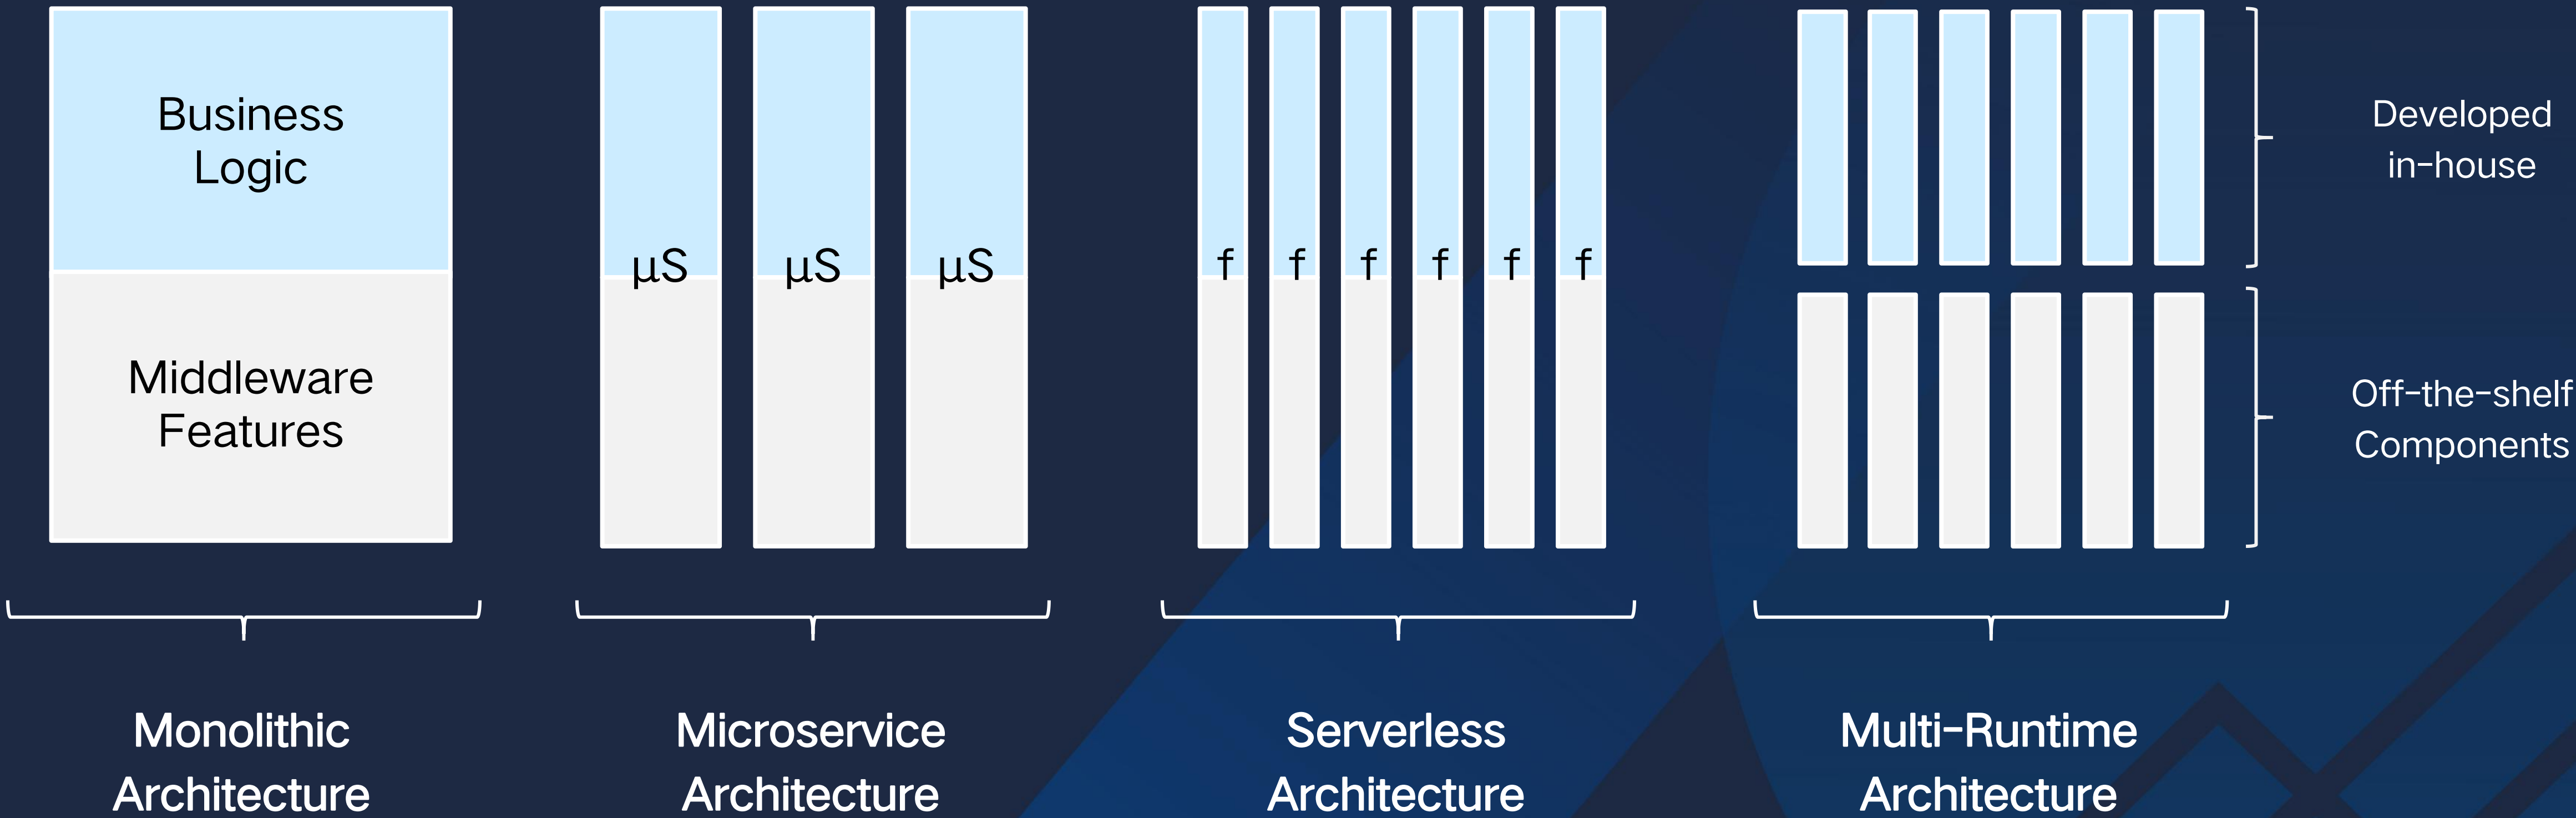 Business
Logic
Middleware
Features
µS
µS
µS
f
f
f
f
f
f
Developed
in-house
Off-the-shelf
Components
Monolithic
Architecture
Microservice
Architecture
Serverless
Architecture
Multi-Runtime
Architecture